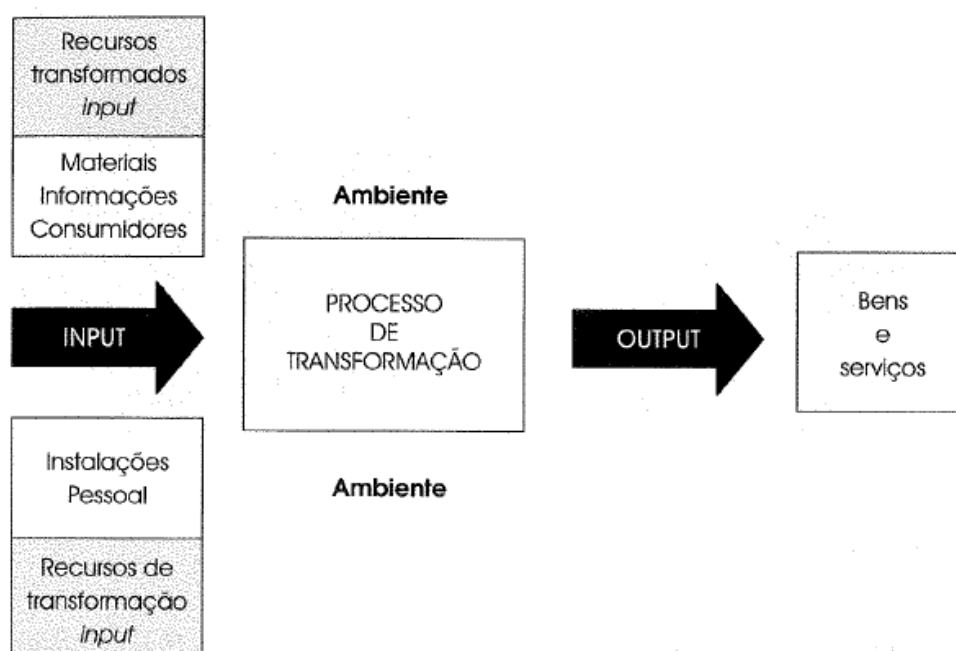 Recursos
transformados
input
Materiais
Informações
Consumidores
INPUT
Instalações
Pessoal
Recursos de
transformação
input
Ambiente
PROCESSO
DE
TRANSFORMAÇÃO
Ambiente
OUTPUT
Bens
e
serviços